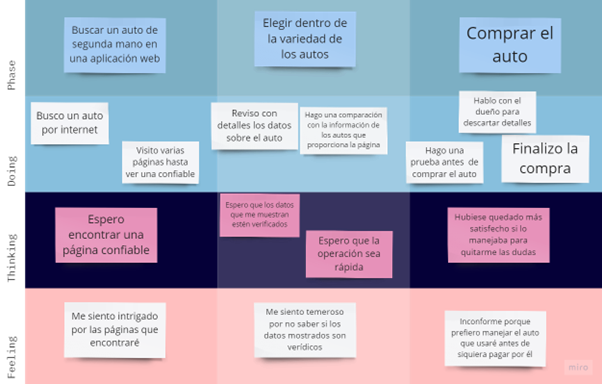 Phase
Buscar un auto de
segunda mano en
una aplicación web
Elegir dentro de
la variedad de
los autos
Comprar el
auto
Doing
Busco un auto
por internet
Visito varias
páginas hasta
ver una confiable
Reviso con
detalles los datos
sobre el auto
Hago una comparación
con la información de
los autos que
proporciona la página
Hablo con el
dueño para
descartar detalles
Hago una
prueba antes de
comprar el auto
Finalizo la
compra
Thinking
Espero
encontrar una
página confiable
Espero que los datos
que me muestran
estén verificados
Espero que la
operación sea
rápida
Hubiese quedado más
satisfecho si lo
manejaba para
quitarme las dudas
Feeling
Me siento intrigado
por las páginas que
encontraré
Me siento temeroso
por no saber si los
datos mostrados son
verídicos
Inconforme porque
prefiero manejar el auto
que usaré antes de
siquiera pagar por él
miro